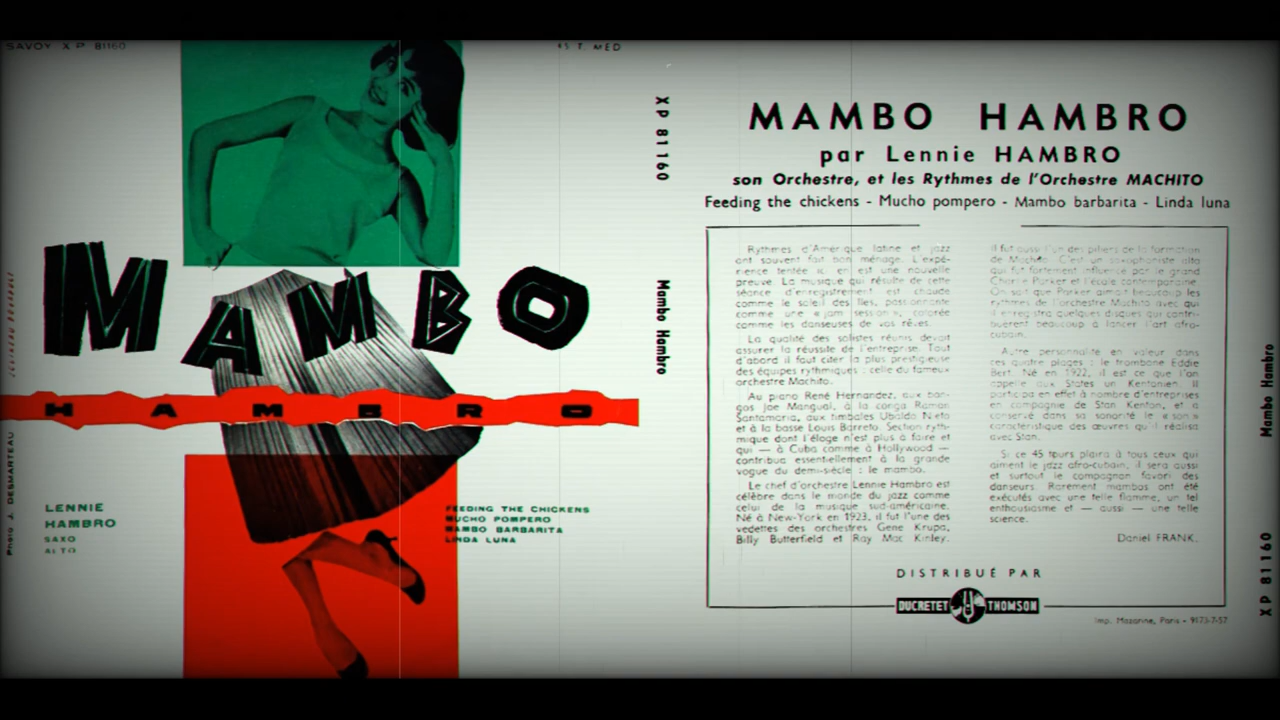 SAVOY XP 81160
45 T. MED
MAMBO
HAMBRO
Photo J. DESMARTEAU
LENNIE
HAMBRO
SAXO
ALTO
FEEDING THE CHICKENS
MUCHO POMPERO
MAMBO BARBARITA
LINDA LUNA
XP 81160
Mambo Hambro
MAMBO HAMBRO
par Lennie HAMBRO
son Orchestre, et les Rythmes de l'Orchestre MACHITO
Feeding the chickens - Mucho pompero - Mambo barbarita - Linda luna
Rythmes d'Amérique latine et jazz
ont souvent fait bon ménage. L'expé-
rience tentée ici en est une nouvelle
preuve. La musique qui résulte de cette
séance d'enregistrement est chaude
comme le soleil des Iles, passionnante
comme une « jam session », colorée
comme les danseuses de vos rêves.
La qualité des solistes réunis devait
assurer la réussite de l'entreprise. Tout
d'abord il faut citer la plus prestigieuse
des équipes rythmiques : celle du fameux
orchestre Machito.
Au piano René Hernandez, aux bon-
gos Joe Mangual, à la conga Ramon
Santamaria, aux timbales Ubaldo Nieto
et à la basse Louis Barreto. Section ryth-
mique dont l'éloge n'est plus à faire et
qui — à Cuba comme à Hollywood —
contribua essentiellement à la grande
vogue du demi-siècle : le mambo.
Le chef d'orchestre Lennie Hambro est
célèbre dans le monde du jazz comme
celui de la musique sud-américaine.
Né à New-York en 1923, il fut l'une des
vedettes des orchestres Gene Krupa,
Billy Butterfield et Ray Mac Kinley.
Il fut aussi l'un des piliers de la formation
de Machito. C'est un saxophoniste alto
qui fut fortement influencé par le grand
Charlie Parker et l'école contemporaine.
On sait que Parker aimait beaucoup les
rythmes de l'orchestre Machito avec qui
il enregistra quelques disques qui contri-
buèrent beaucoup à lancer l'art afro-
cubain.
Autre personnalité en valeur dans
ces quatre plages : le trombone Eddie
Bert. Né en 1922, il est ce que l'on
appelle aux States un Kentonien. Il
participa en effet à nombre d'entreprises
en compagnie de Stan Kenton, et a
conservé dans sa sonorité le « son »
caractéristique des œuvres qu'il réalisa
avec Stan.
Si ce 45 tours plaira à tous ceux qui
aiment le jazz afro-cubain, il sera aussi
et surtout le compagnon favori des
danseurs. Rarement mambos ont été
exécutés avec une telle flamme, un tel
enthousiasme et — aussi — une telle
science.
Daniel FRANK.
DISTRIBUÉ PAR
DUCRETET THOMSON
Imp. Mazarine, Paris - 9173-7-57
Mambo Hambro
XP 81160